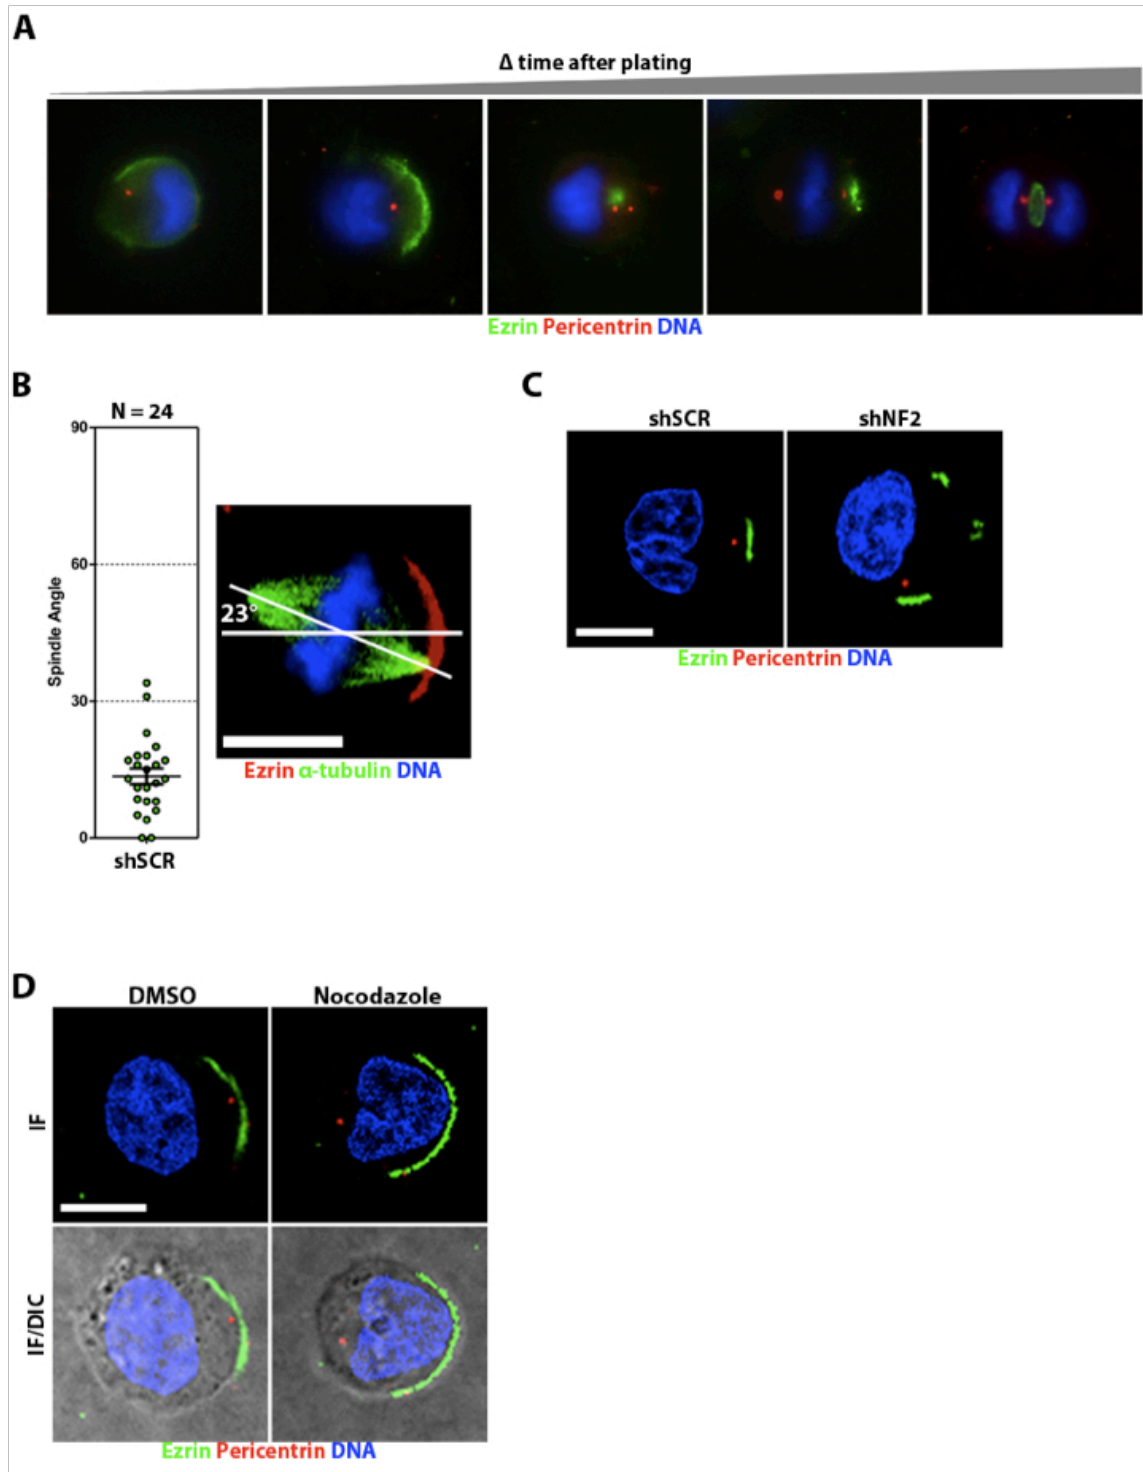 A
Δ time after plating
Ezrin Pericentrin DNA
B
N = 24
90
60
30
0
Spindle Angle
shSCR
23°
Ezrin α-tubulin DNA
C
shSCR shNF2
Ezrin Pericentrin DNA
D
DMSO Nocodazole
IF
IF/DIC
Ezrin Pericentrin DNA